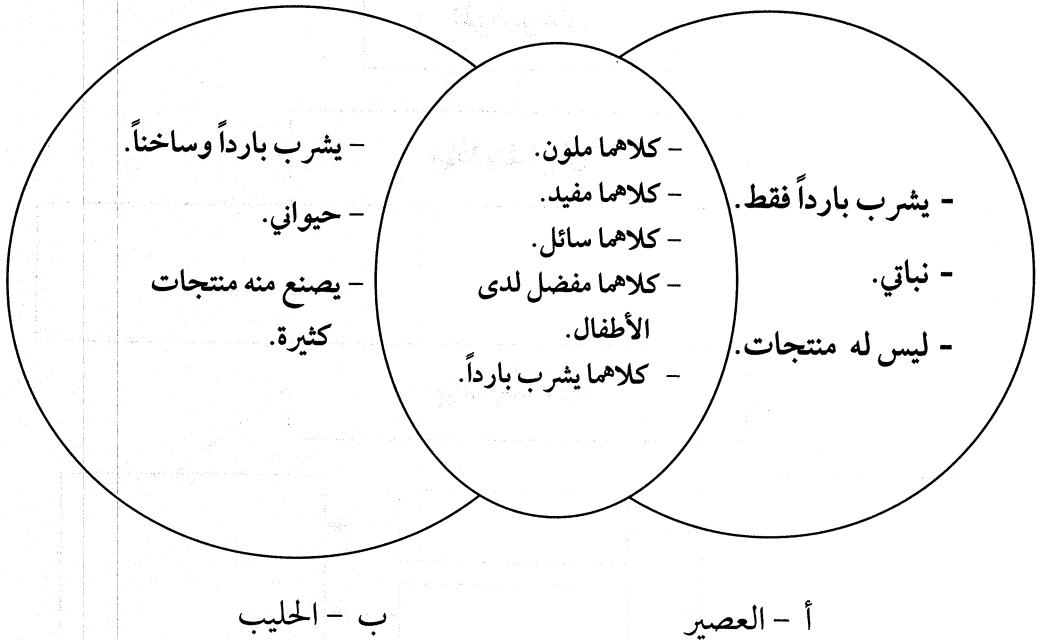 - يشرب بارداً فقط.
- نباتي.
- ليس له منتجات.
- كلاهما ملون.
- كلاهما مفيد.
- كلاهما سائل.
- كلاهما مفضل لدى
الأطفال.
- كلاهما يشرب بارداً.
- يشرب بارداً وساخناً.
- حيواني.
- يصنع منه منتجات
كثيرة.
أ - العصير
ب - الحليب